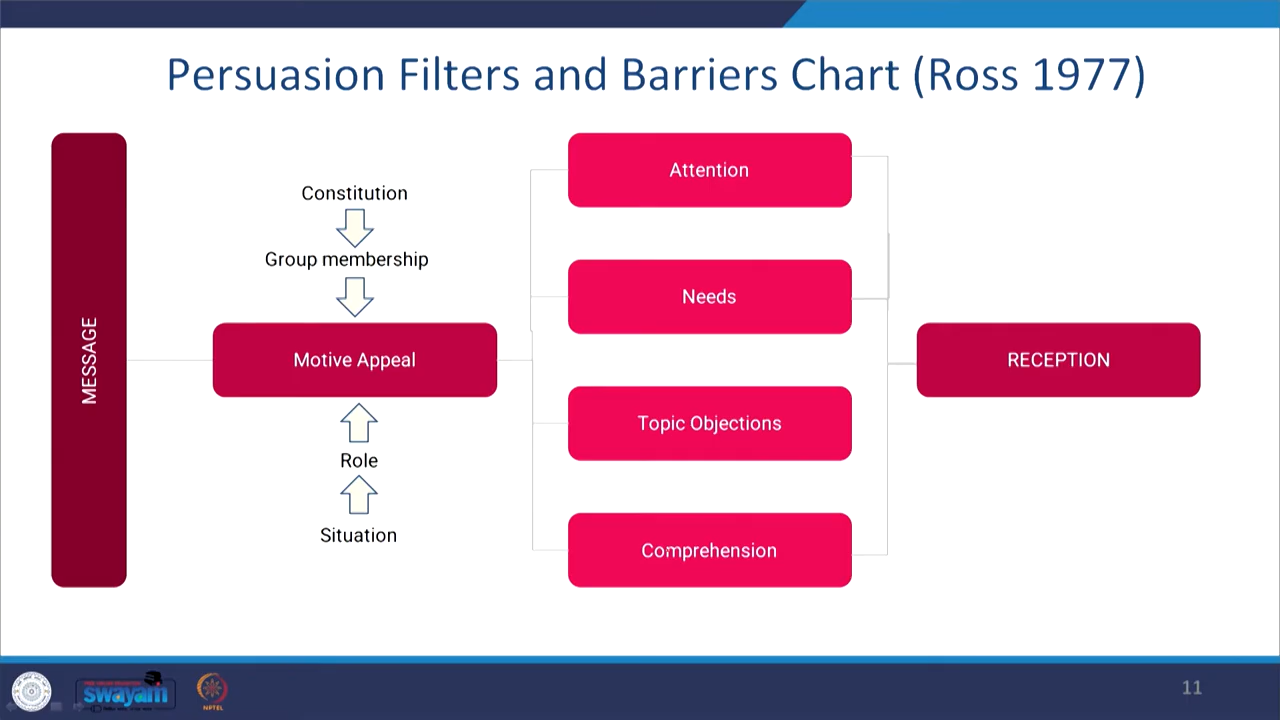 Persuasion Filters and Barriers Chart (Ross 1977)
MESSAGE
Constitution
Group membership
Motive Appeal
Role
Situation
Attention
Needs
Topic Objections
Comprehension
RECEPTION
swayam
NPTEL
11